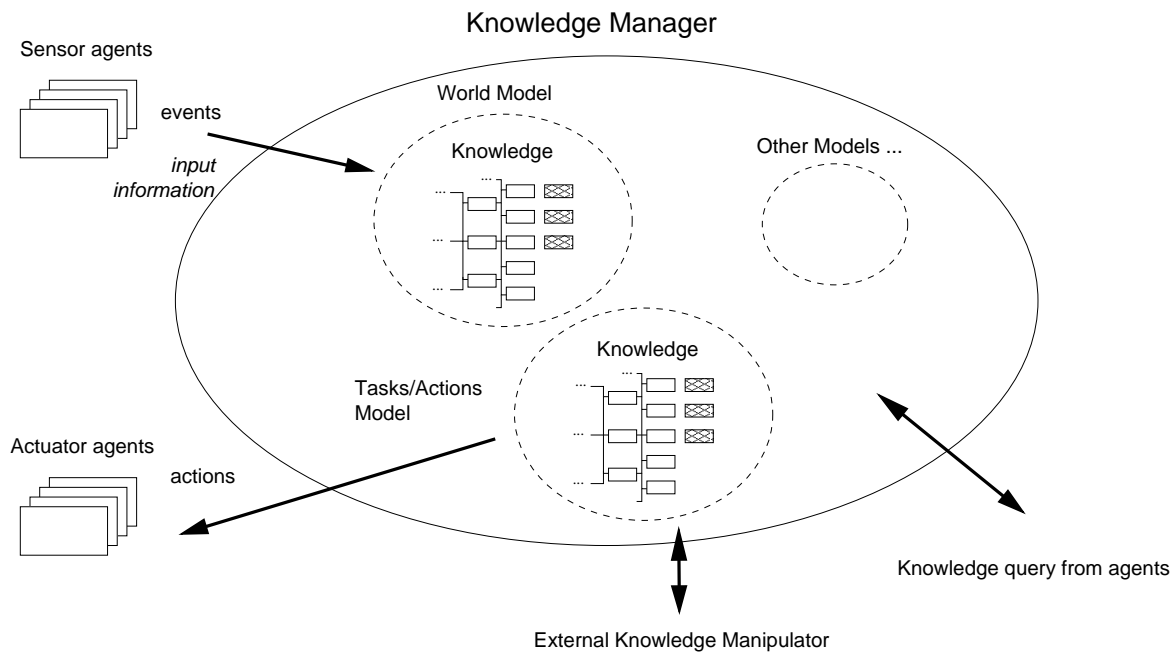 Knowledge Manager
Sensor agents
events
input
information
World Model
Knowledge
...
...
...
...
Other Models ...
Knowledge
...
...
...
...
Tasks/Actions
Model
Actuator agents
actions
Knowledge query from agents
External Knowledge Manipulator